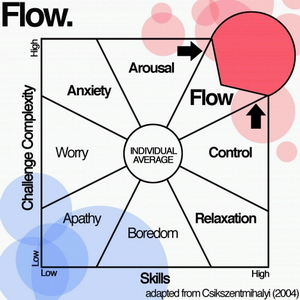 Flow.
High
Arousal
Anxiety
Flow
Challenge Complexity
Worry
INDIVIDUAL
AVERAGE
Control
Apathy
Boredom
Relaxation
Low
Low
Skills
High
adapted from Csikszentmihalyi (2004)